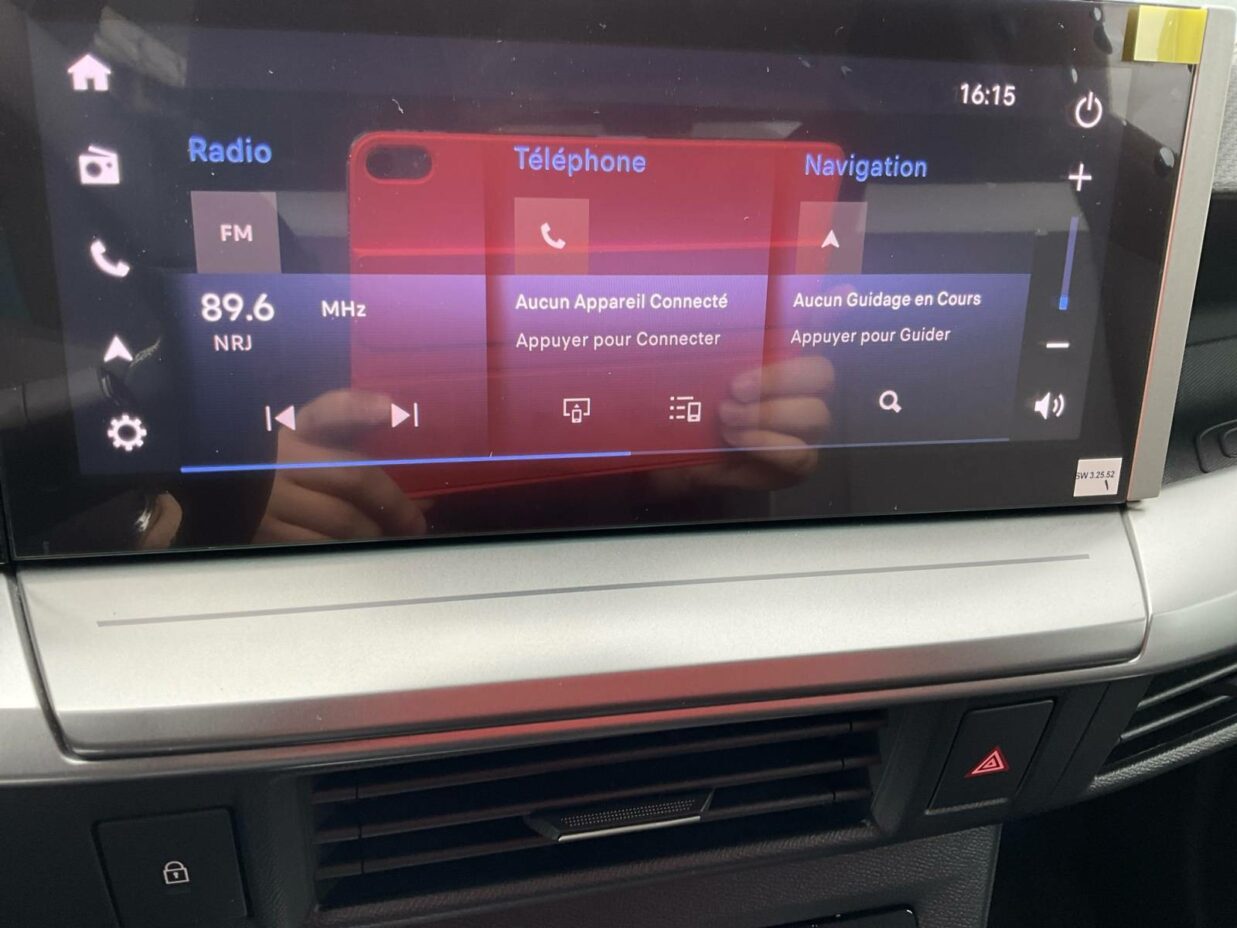 16:15
Radio
Téléphone
Navigation
FM
89.6 MHz
NRJ
Aucun Appareil Connecté
Appuyer pour Connecter
Aucun Guidage en Cours
Appuyer pour Guider
SW 3.25.52